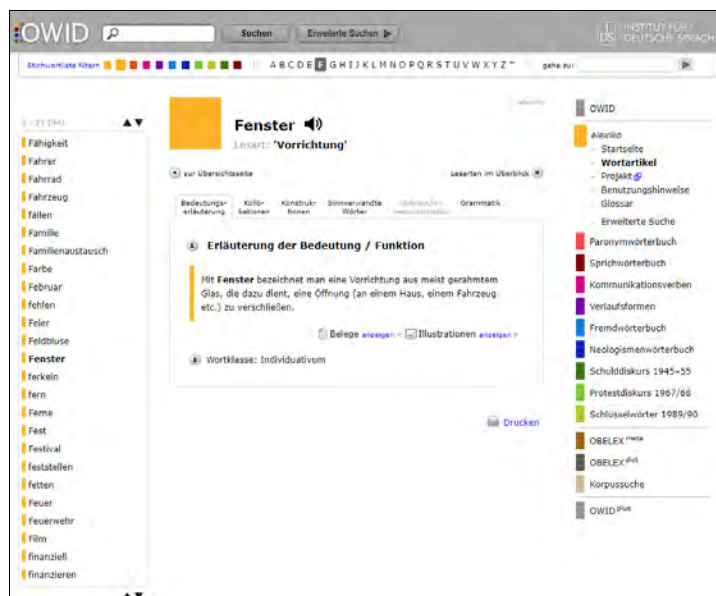 OWID
Suchen
Erweiterte Suchen
INSTITUT FÜR
DEUTSCHE SPRACHE
Stichwortliste filtern
A B C D E F G H I J K L M N O P Q R S T U V W X Y Z
gehe zu:
Fähigkeit
Fahrer
Fahrrad
Fahrzeug
fallen
Familie
Familienaustausch
Farbe
Februar
fehlen
Feier
Feldbluse
Fenster
ferkeln
fern
Ferne
Fest
Festival
feststellen
fetten
Feuer
Feuerwehr
Film
finanziell
finanzieren
elexiko
Fenster
Lesart: 'Vorrichtung'
zur Übersichtsseite
Lesarten im Überblick
Bedeutungs-
erläuterung
Kollo-
kationen
Konstruk-
tionen
Sinnverwandte
Wörter
Grammatik
Erläuterung der Bedeutung / Funktion
Mit Fenster bezeichnet man eine Vorrichtung aus meist gerahmtem
Glas, die dazu dient, eine Öffnung (an einem Haus, einem Fahrzeug
etc.) zu verschließen.
Belege anzeigen » Illustrationen anzeigen »
Wortklasse: Individuativum
Drucken
OWID
elexiko
- Startseite
- Wortartikel
- Projekt
- Benutzungshinweise
- Glossar
- Erweiterte Suche
Paronymwörterbuch
Sprichwörterbuch
Kommunikationsverben
Verlaufsformen
Fremdwörterbuch
Neologismenwörterbuch
Schulddiskurs 1945-55
Protestdiskurs 1967/68
Schlüsselwörter 1989/90
OBELEX meta
OBELEX dict
Korpussuche
OWID plus